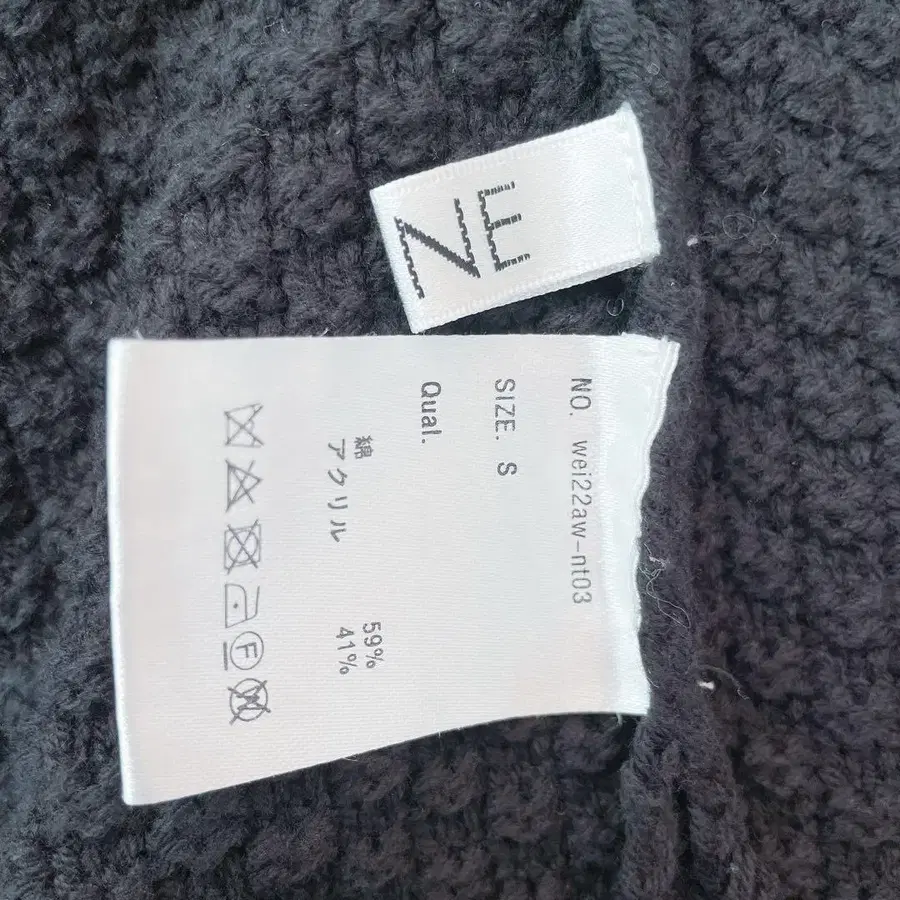 NE
NO. wei22aw-nt03
SIZE. S
Qual.
綿 59%
アクリル 41%
F
W